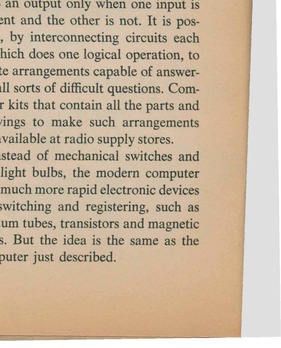 an output only when one input is
ent and the other is not. It is pos-
, by interconnecting circuits each
which does one logical operation, to
te arrangements capable of answer-
all sorts of difficult questions. Com-
r kits that contain all the parts and
wings to make such arrangements
available at radio supply stores.
nstead of mechanical switches and
light bulbs, the modern computer
much more rapid electronic devices
switching and registering, such as
um tubes, transistors and magnetic
s. But the idea is the same as the
puter just described.